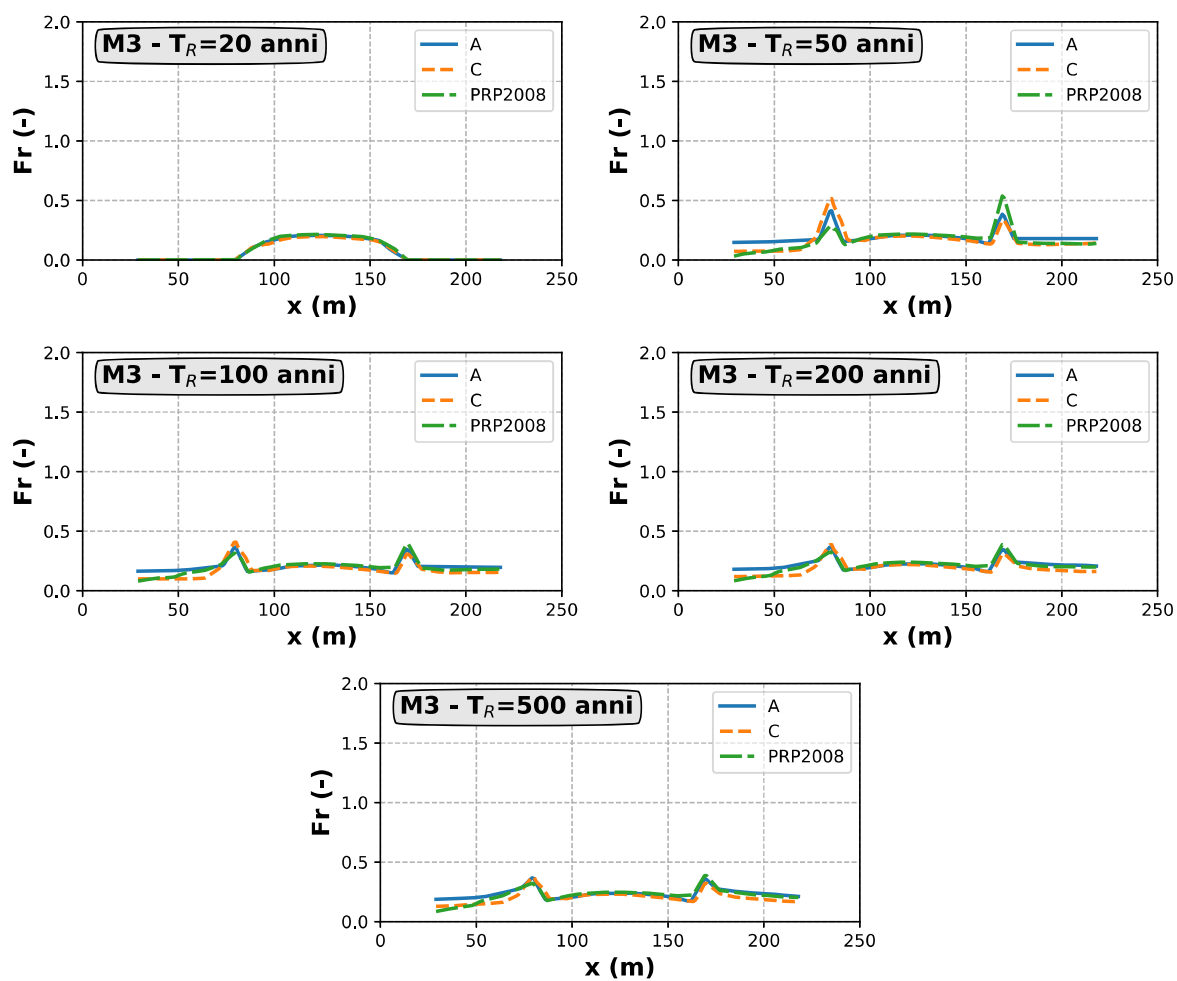 M3 - T_R=20 anni
A
C
PRP2008
Fr (-)
2.0
1.5
1.0
0.5
0.0
0
50
100
150
200
250
x (m)
M3 - T_R=50 anni
A
C
PRP2008
Fr (-)
2.0
1.5
1.0
0.5
0.0
0
50
100
150
200
250
x (m)
M3 - T_R=100 anni
A
C
PRP2008
Fr (-)
2.0
1.5
1.0
0.5
0.0
0
50
100
150
200
250
x (m)
M3 - T_R=200 anni
A
C
PRP2008
Fr (-)
2.0
1.5
1.0
0.5
0.0
0
50
100
150
200
250
x (m)
M3 - T_R=500 anni
A
C
PRP2008
Fr (-)
2.0
1.5
1.0
0.5
0.0
0
50
100
150
200
250
x (m)